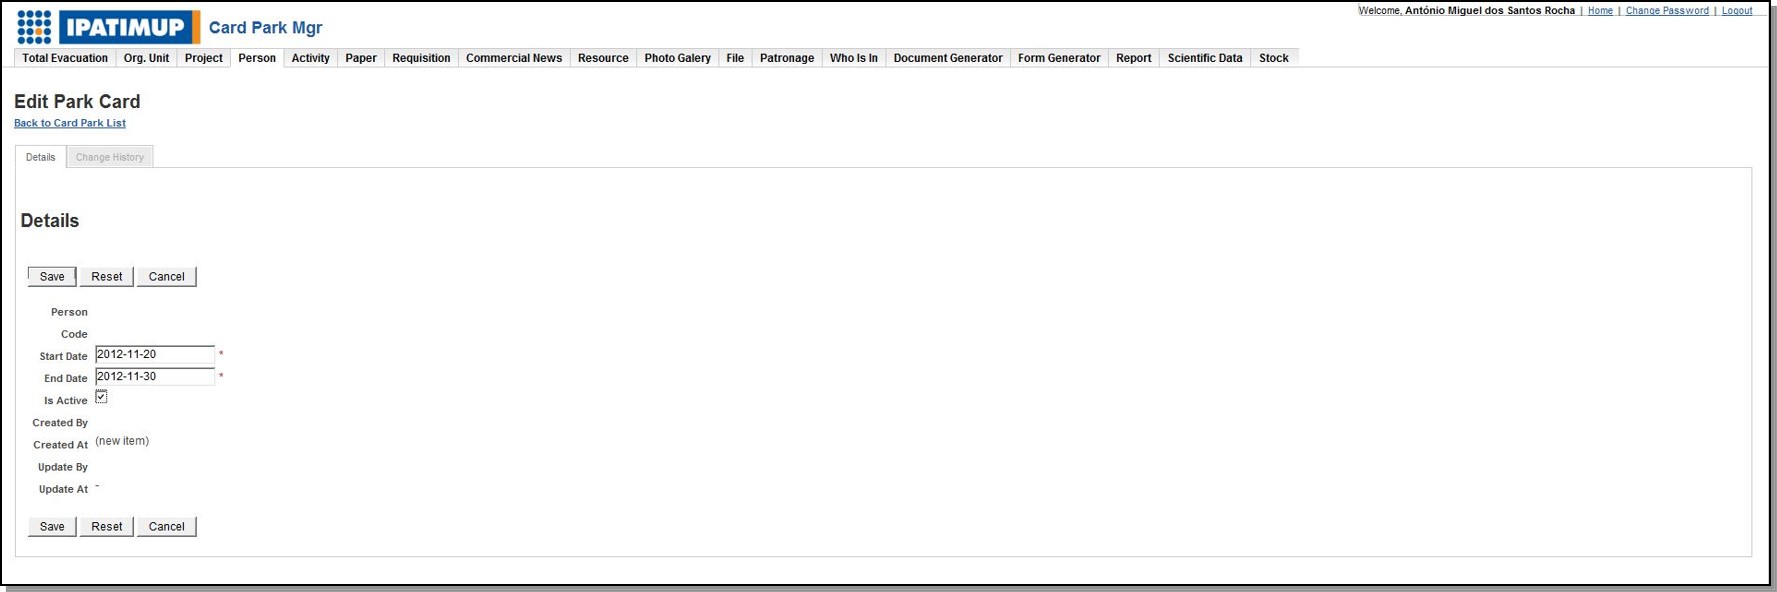 Welcome, António Miguel dos Santos Rocha | Home | Change Password | Logout
IPATIMUP Card Park Mgr
Total Evacuation Org. Unit Project Person Activity Paper Requisition Commercial News Resource Photo Galery File Patronage Who Is In Document Generator Form Generator Report Scientific Data Stock
Edit Park Card
Back to Card Park List
Details Change History
Details
Save Reset Cancel
Person
Code
Start Date 2012-11-20 *
End Date 2012-11-30 *
Is Active
Created By
Created At (new item)
Update By
Update At -
Save Reset Cancel